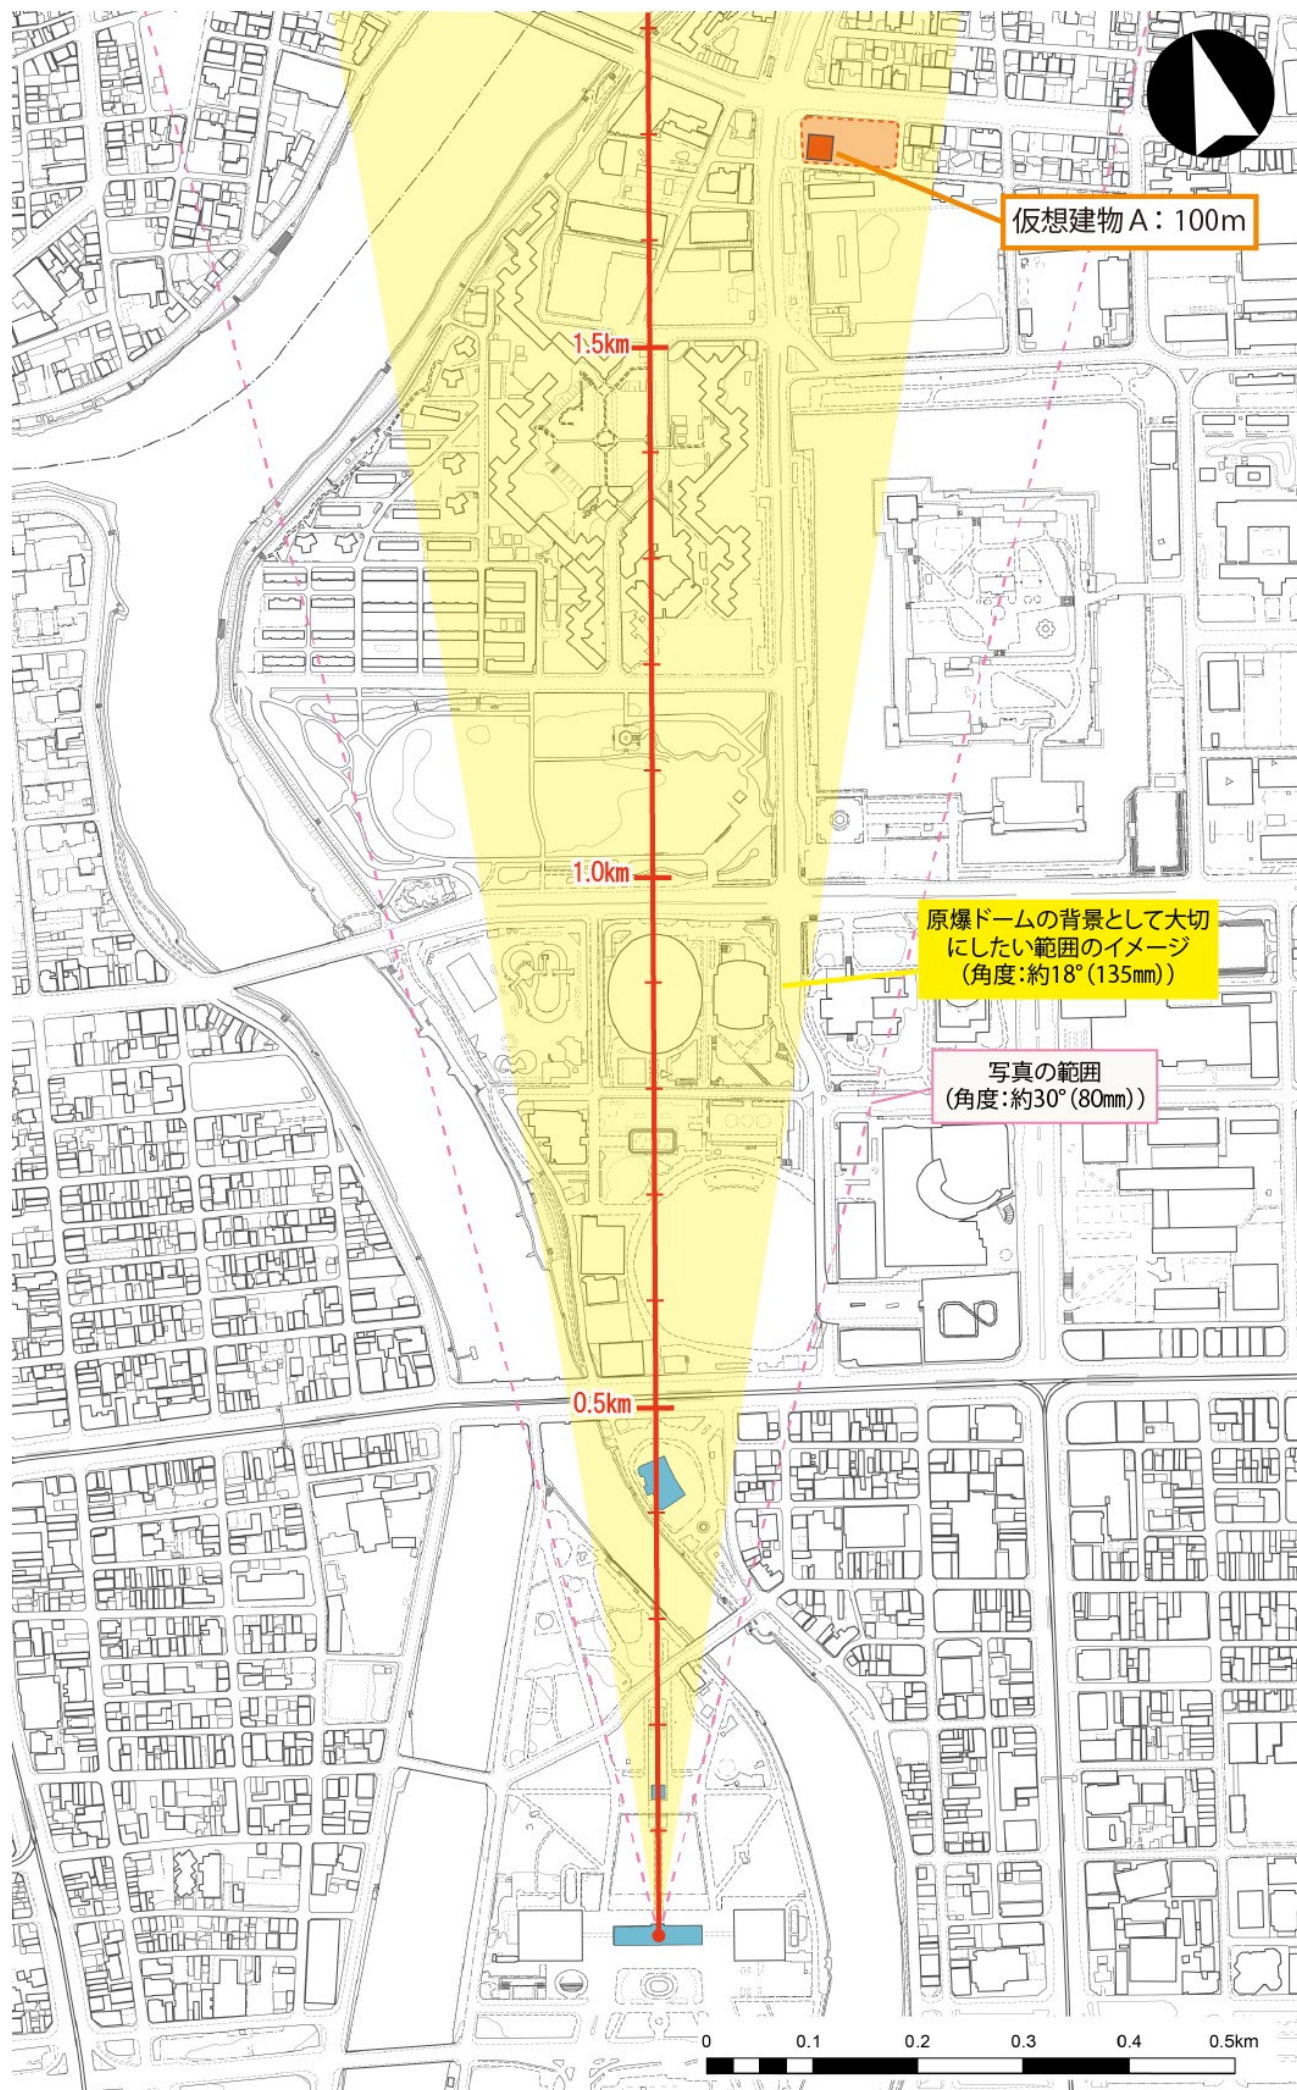 仮想建物A：100m
1.5km
1.0km
原爆ドームの背景として大切
にしたい範囲のイメージ
（角度：約18°（135㎜））
写真の範囲
（角度：約30°（80㎜））
0.5km
0 0.1 0.2 0.3 0.4 0.5km